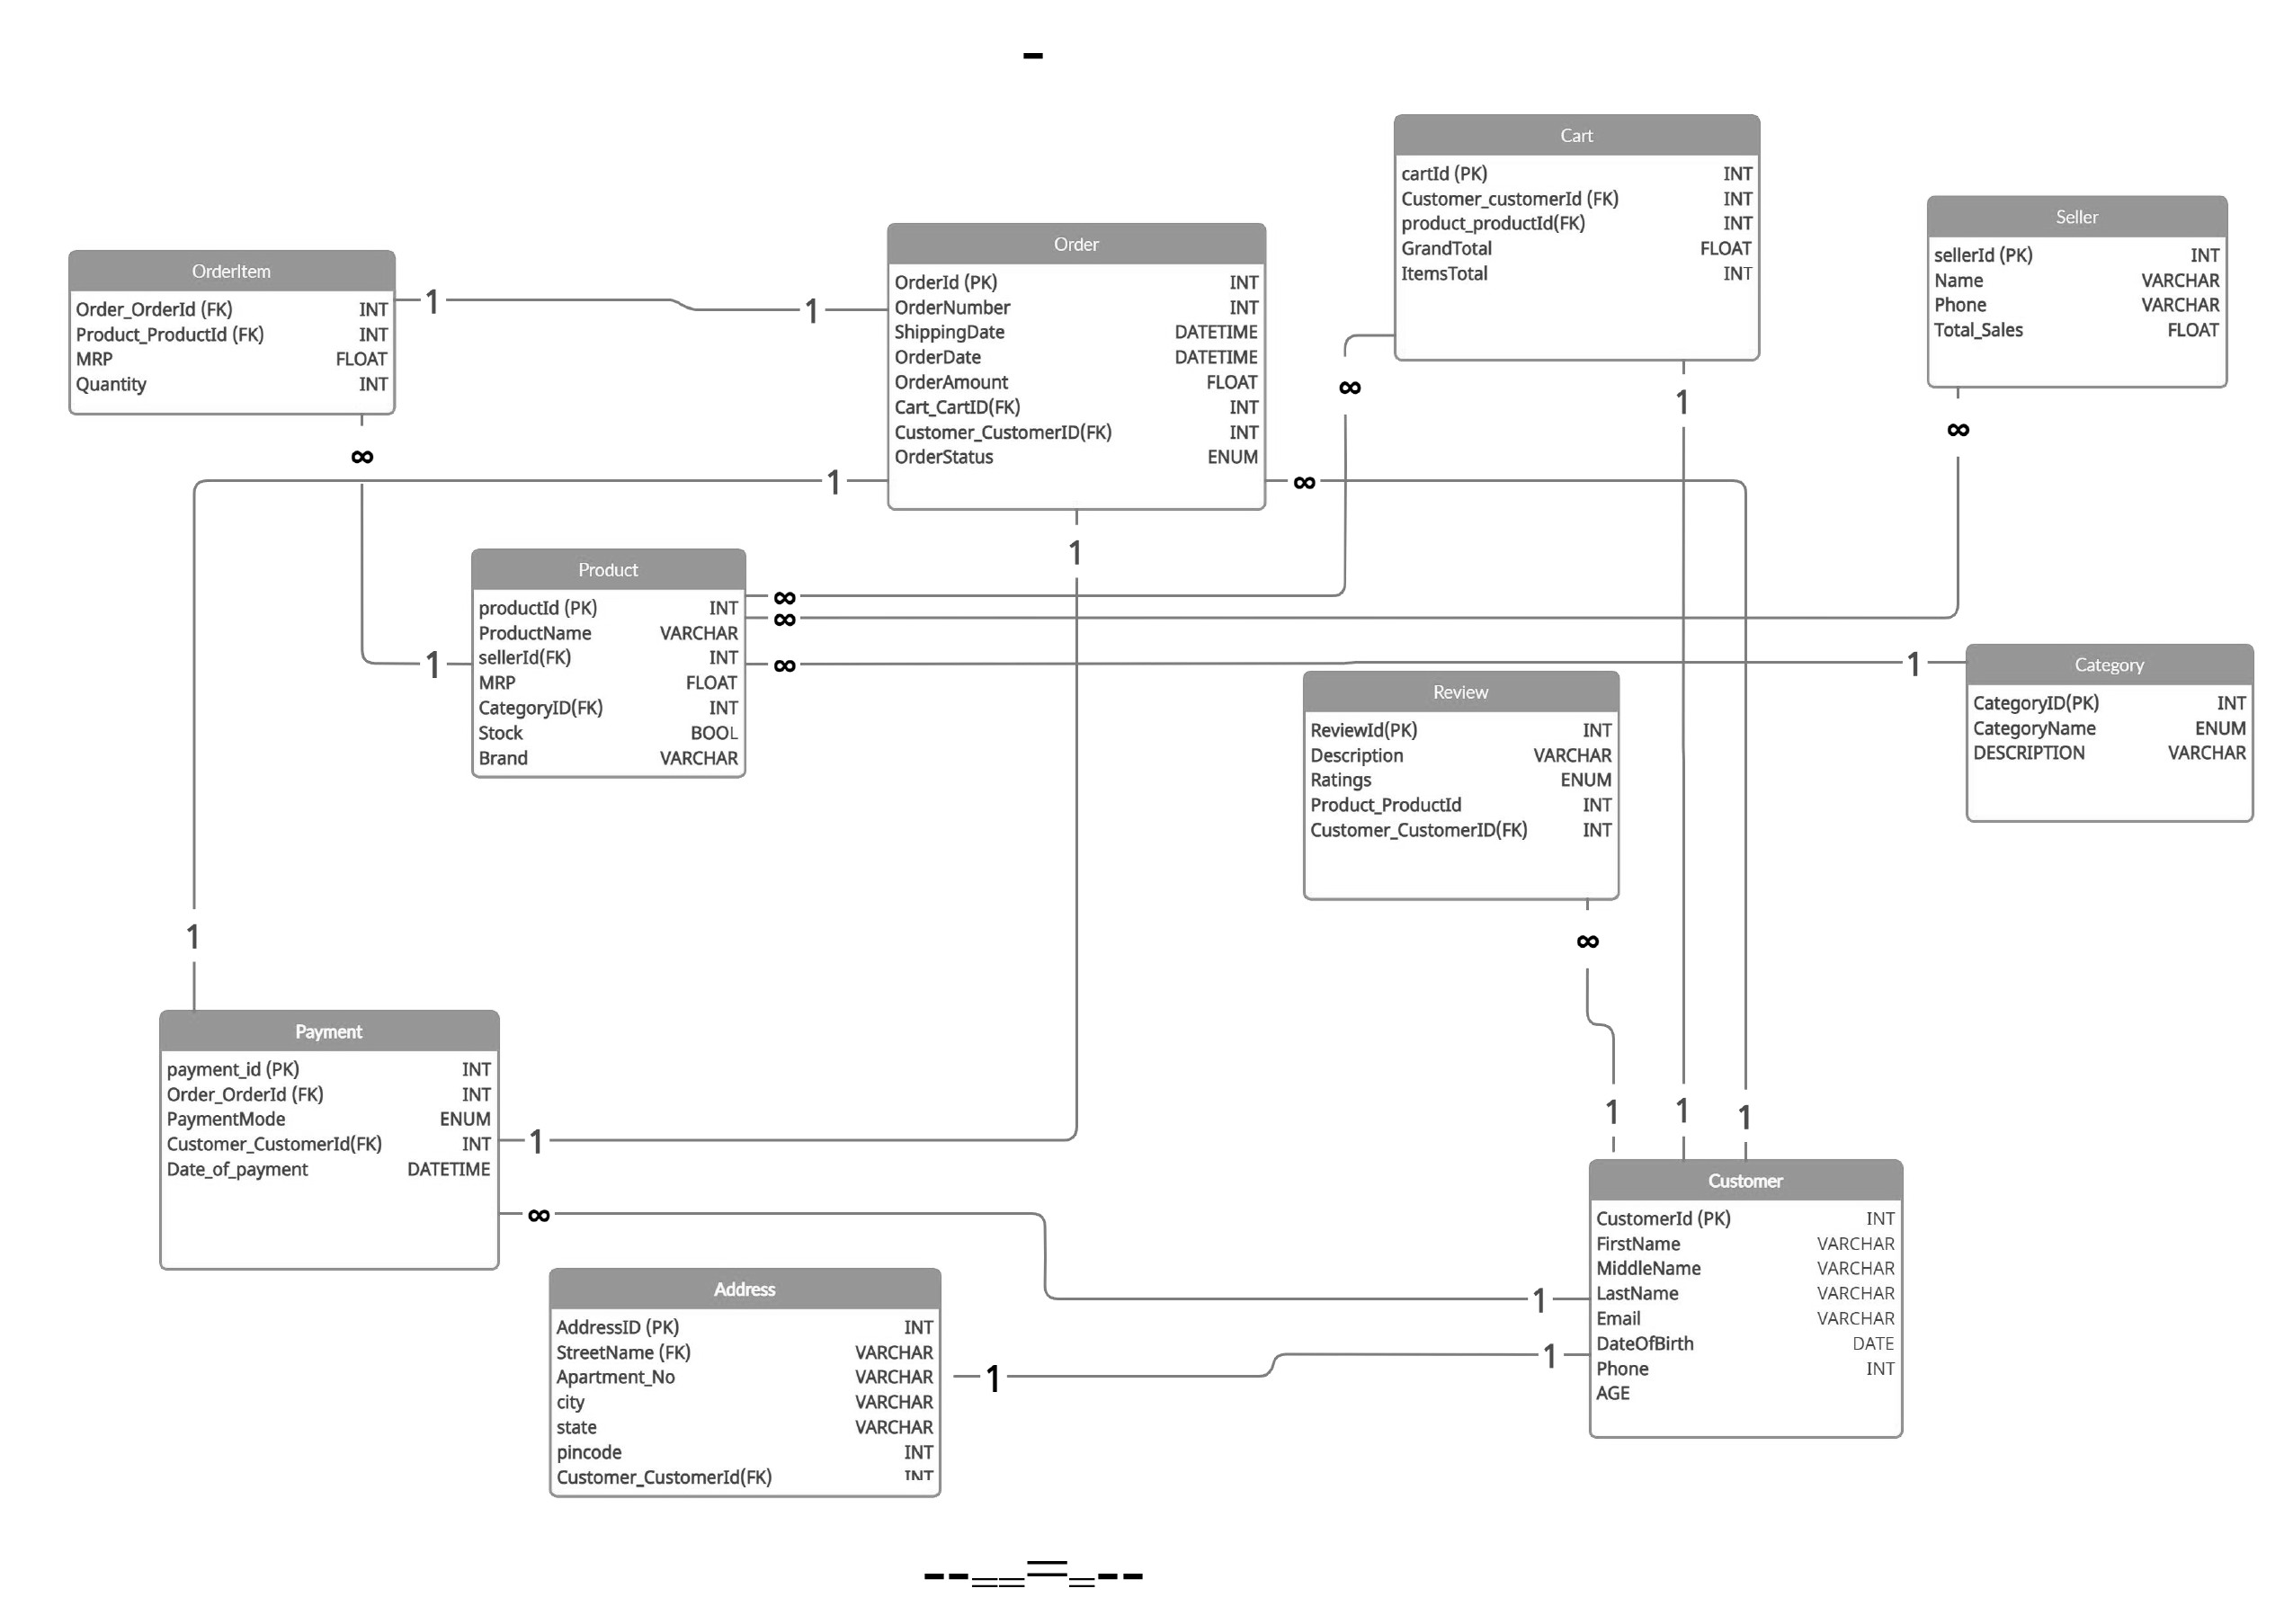 -
Cart
cartId (PK) INT
Customer_customerId (FK) INT
product_productId(FK) INT
GrandTotal FLOAT
ItemsTotal INT
Seller
sellerId (PK) INT
Name VARCHAR
Phone VARCHAR
Total_Sales FLOAT
Order
OrderId (PK) INT
OrderNumber INT
ShippingDate DATETIME
OrderDate DATETIME
OrderAmount FLOAT
Cart_CartID(FK) INT
Customer_CustomerID(FK) INT
OrderStatus ENUM
OrderItem
Order_OrderId (FK) INT
Product_ProductId (FK) INT
MRP FLOAT
Quantity INT
1 1
∞
1
∞
∞
1
∞
1
Product
productId (PK) INT
ProductName VARCHAR
sellerId(FK) INT
MRP FLOAT
CategoryID(FK) INT
Stock BOOL
Brand VARCHAR
∞
∞
1
∞ 1
Category
CategoryID(PK) INT
CategoryName ENUM
DESCRIPTION VARCHAR
Review
ReviewId(PK) INT
Description VARCHAR
Ratings ENUM
Product_ProductId INT
Customer_CustomerID(FK) INT
1
∞
Payment
payment_id (PK) INT
Order_OrderId (FK) INT
PaymentMode ENUM
Customer_CustomerId(FK) INT
Date_of_payment DATETIME
1
∞
1 1 1
Customer
CustomerId (PK) INT
FirstName VARCHAR
MiddleName VARCHAR
LastName VARCHAR
Email VARCHAR
DateOfBirth DATE
Phone INT
AGE
1
1 1
Address
AddressID (PK) INT
StreetName (FK) VARCHAR
Apartment_No VARCHAR
city VARCHAR
state VARCHAR
pincode INT
Customer_CustomerId(FK) INT